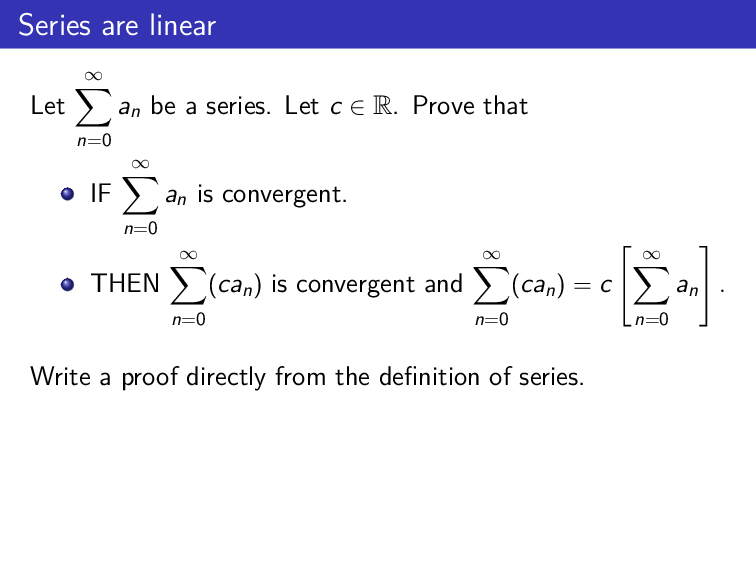 Series are linear
Let $\sum_{n=0}^{\infty} a_n$ be a series. Let $c \in \mathbb{R}$. Prove that
• IF $\sum_{n=0}^{\infty} a_n$ is convergent.
• THEN $\sum_{n=0}^{\infty} (ca_n)$ is convergent and $\sum_{n=0}^{\infty} (ca_n) = c \left[ \sum_{n=0}^{\infty} a_n \right]$.
Write a proof directly from the definition of series.